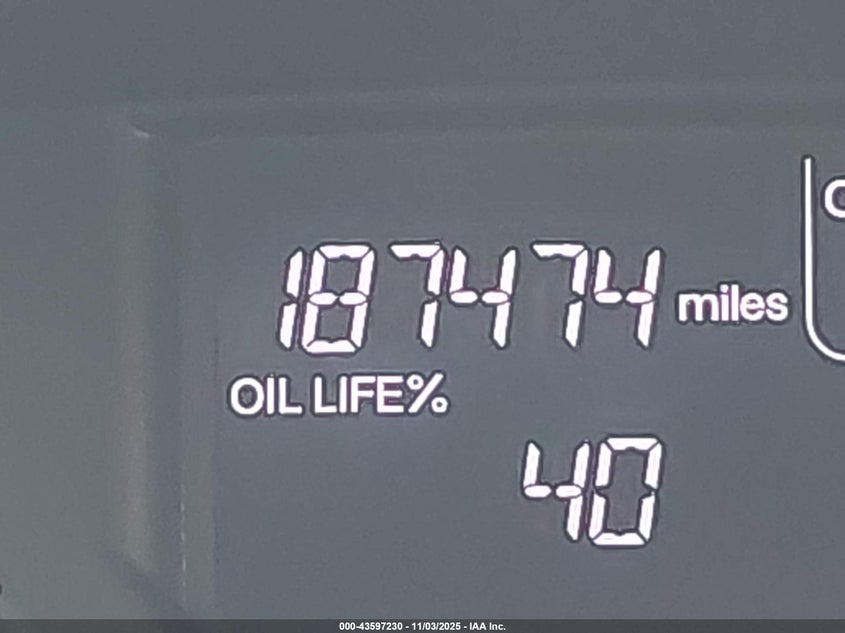 187474 miles
OIL LIFE%
40
000-43597230 - 11/03/2025 - IAA Inc.